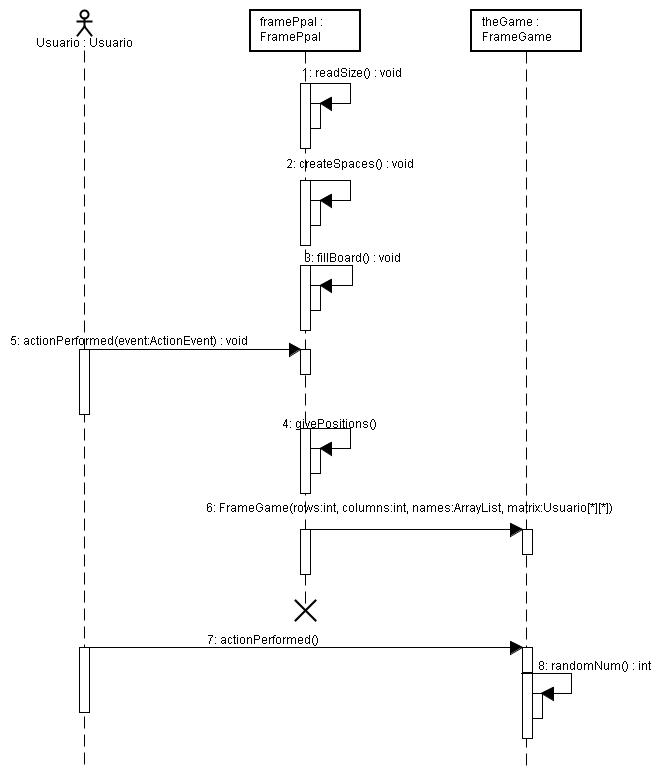 framePpal :
FramePpal
theGame :
FrameGame
Usuario : Usuario
1: readSize() : void
2: createSpaces() : void
3: fillBoard() : void
5: actionPerformed(event:ActionEvent) : void
4: givePositions()
6: FrameGame(rows:int, columns:int, names:ArrayList, matrix:Usuario[*][*])
7: actionPerformed()
8: randomNum() : int